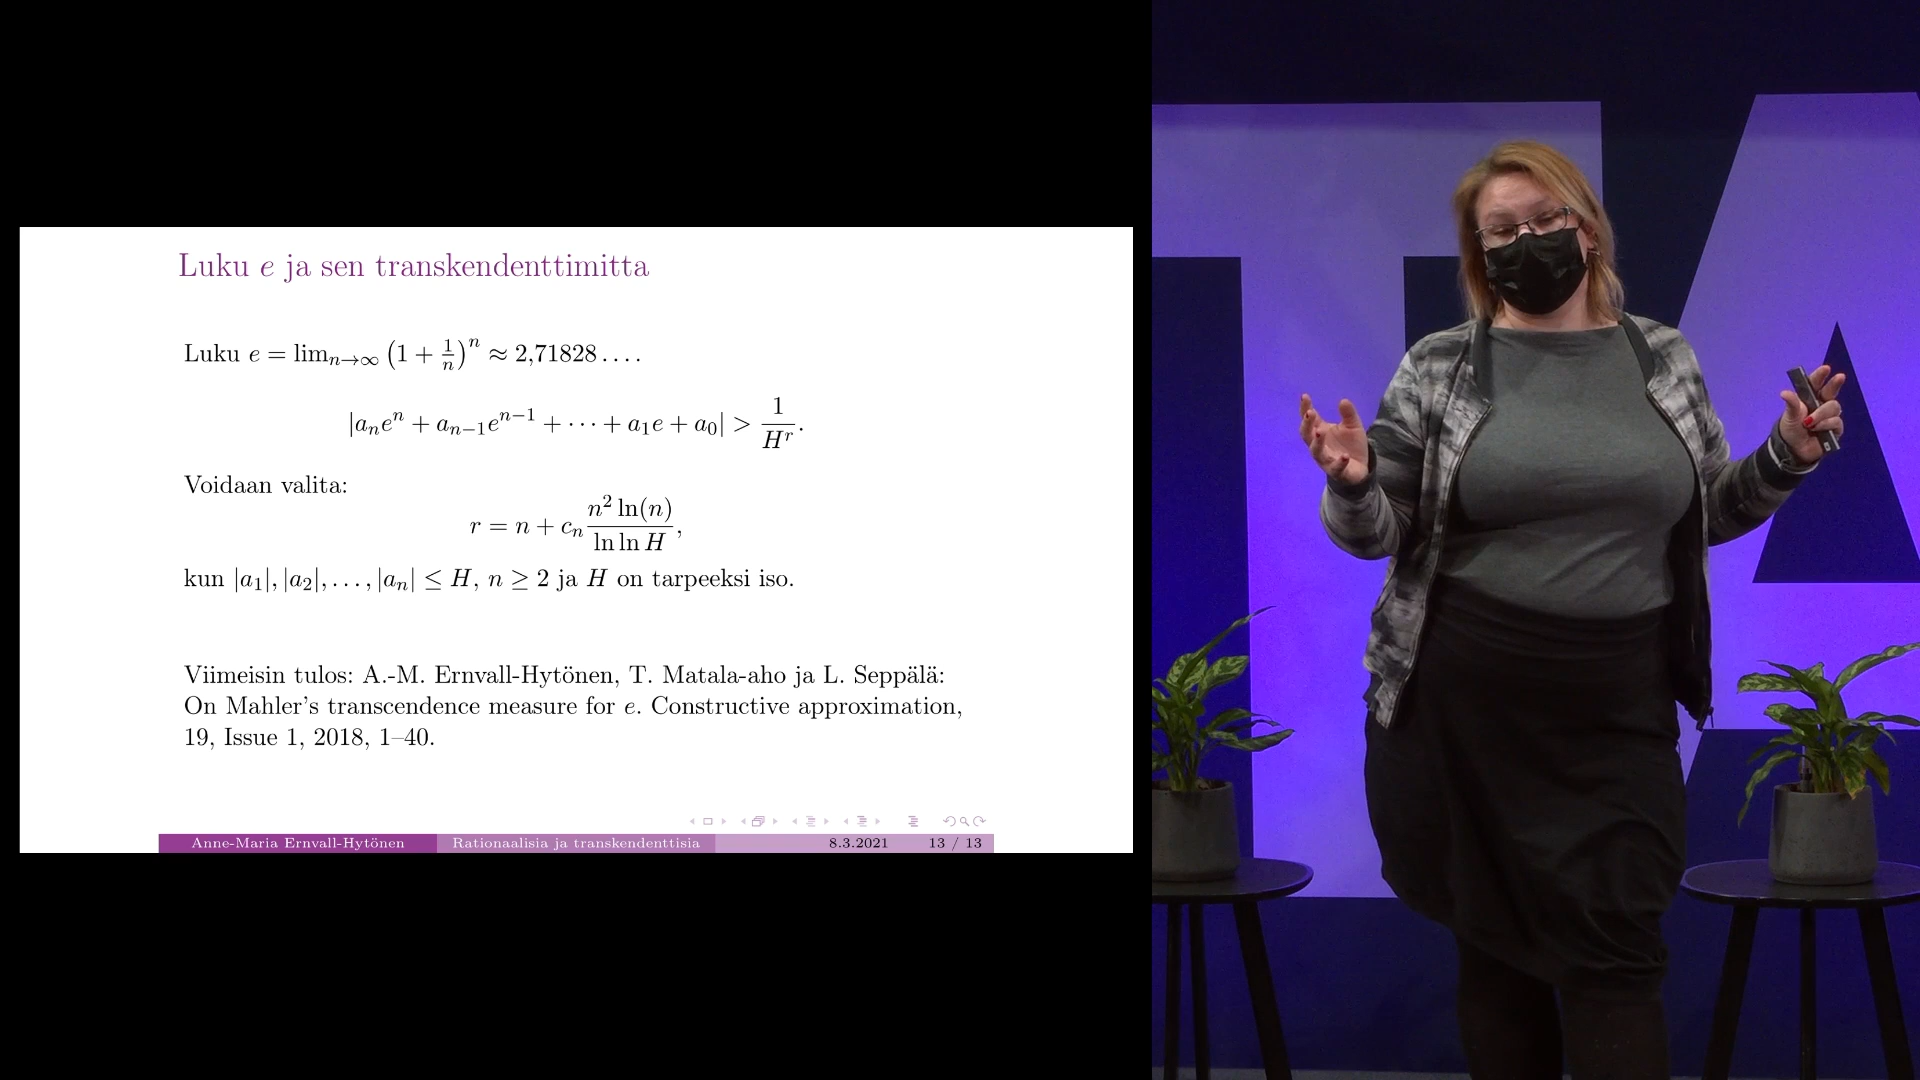 Luku e ja sen transkendenttimitta
Luku e = lim_{n→∞} (1 + 1/n)^n ≈ 2,71828 . . . .
|a_n e^n + a_{n−1} e^{n−1} + · · · + a_1 e + a_0| > 1/H^r.
Voidaan valita:
r = n + c_n n^2 ln(n)/ln ln H,
kun |a_1|, |a_2|, . . . , |a_n| ≤ H, n ≥ 2 ja H on tarpeeksi iso.
Viimeisin tulos: A.-M. Ernvall-Hytönen, T. Matala-aho ja L. Seppälä:
On Mahler's transcendence measure for e. Constructive approximation,
19, Issue 1, 2018, 1–40.
Anne-Maria Ernvall-Hytönen Rationaalisia ja transkendenttisia 8.3.2021 13 / 13